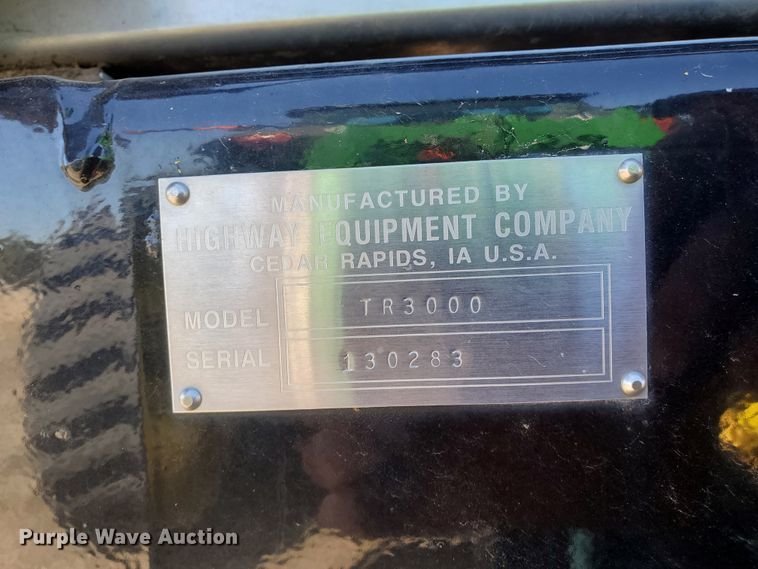 MANUFACTURED BY
HIGHWAY EQUIPMENT COMPANY
CEDAR RAPIDS, IA U.S.A.
MODEL TR3000
SERIAL 130283
Purple Wave Auction